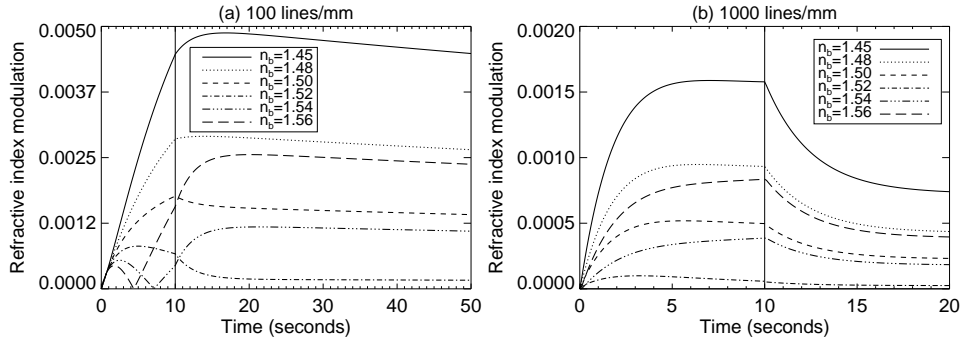 (a) 100 lines/mm
Refractive index modulation
0.0050
0.0037
0.0025
0.0012
0.0000
n_b=1.45
n_b=1.48
n_b=1.50
n_b=1.52
n_b=1.54
n_b=1.56
0 10 20 30 40 50
Time (seconds)
(b) 1000 lines/mm
Refractive index modulation
0.0020
0.0015
0.0010
0.0005
0.0000
n_b=1.45
n_b=1.48
n_b=1.50
n_b=1.52
n_b=1.54
n_b=1.56
0 5 10 15 20
Time (seconds)